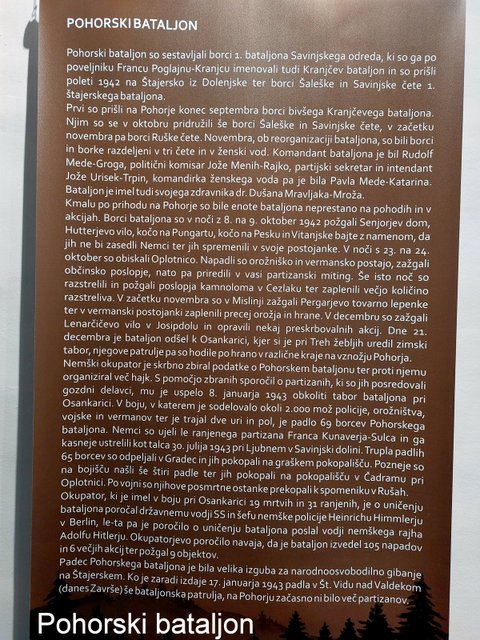 POHORSKI BATALJON
Pohorski bataljon so sestavljali borci 1. bataljona Savinjskega odreda, ki so ga po
poveljniku Francu Poglajnu-Kranjcu imenovali tudi Kranjčev bataljon in so prišli
poleti 1942 na Štajersko iz Dolenjske ter borci Šaleške in Savinjske čete 1.
štajerskega bataljona.
Prvi so prišli na Pohorje konec septembra borci bivšega Kranjčevega bataljona.
Njim so se v oktobru pridružili še borci Šaleške in Savinjske čete, v začetku
novembra pa borci Ruške čete. Novembra, ob reorganizaciji bataljona, so bili borci
in borke razdeljeni v tri čete in v ženski vod. Komandant bataljona je bil Rudolf
Mede-Groga, politični komisar Jože Menih-Rajko, partijski sekretar in intendant
Jože Urisek-Trpin, komandirka ženskega voda pa je bila Pavla Mede-Katarina.
Bataljon je imel tudi svojega zdravnika dr. Dušana Mravljaka-Mroža.
Kmalu po prihodu na Pohorje so bile enote bataljona neprestano na pohodih in v
akcijah. Borci bataljona so v noči z 8. na 9. oktober 1942 požgali Senjorjev dom,
Hutterjevo vilo, kočo na Pungartu, kočo na Pesku in Vitanjske bajte z namenom, da
jih ne bi zasedli Nemci ter jih spremenili v svoje postojanke. V noči s 23. na 24.
oktober so obiskali Oplotnico. Napadli so orožniško in vermansko postajo, zažgali
občinsko poslopje, nato pa priredili v vasi partizanski miting. Še isto noč so
razstrelili in požgali poslopja kamnoloma v Cezlaku ter zaplenili večjo količino
razstreliva. V začetku novembra so v Mislinji zažgali Pergarjevo tovarno lepenke
ter v vermanski postojanki zaplenili precej orožja in hrane. V decembru so zažgali
Lenarčičevo vilo v Josipdolu in opravili nekaj preskrbovalnih akcij. Dne 21.
decembra je bataljon odšel k Osankarici, kjer si je pri Treh žebljih uredil zimski
tabor, njegove patrulje pa so hodile po hrano v različne kraje na vznožju Pohorja.
Nemški okupator je skrbno zbiral podatke o Pohorskem bataljonu ter proti njemu
organiziral več hajk. S pomočjo zbranih sporočil o partizanih, ki so jih posredovali
gozdni delavci, mu je uspelo 8. januarja 1943 obkoliti tabor bataljona pri
Osankarici. V boju, v katerem je sodelovalo okoli 2.000 mož policije, orožništva,
vojske in vermanov ter je trajal dve uri in pol, je padlo 69 borcev Pohorskega
bataljona. Nemci so ujeli le ranjenega partizana Franca Kunaverja-Sulca in ga
kasneje ustrelili kot talca 30. julija 1943 pri Ljubnem v Savinjski dolini. Trupla padlih
65 borcev so odpeljali v Gradec in jih pokopali na graškem pokopališču. Pozneje so
na bojišču našli še štiri padle ter jih pokopali na pokopališču v Čadramu pri
Oplotnici. Po vojni so njihove posmrtne ostanke prekopali k spomeniku v Rušah.
Okupator, ki je imel v boju pri Osankarici 19 mrtvih in 31 ranjenih, je o uničenju
bataljona poročal državnemu vodji SS in šefu nemške policije Heinrichu Himmlerju
v Berlin, le-ta pa je poročilo o uničenju bataljona poslal vodji nemškega rajha
Adolfu Hitlerju. Okupatorjevo poročilo navaja, da je bataljon izvedel 105 napadov
in 6 večjih akcij ter požgal 9 objektov.
Padec Pohorskega bataljona je bila velika izguba za narodnoosvobodilno gibanje
na Štajerskem. Ko je zaradi izdaje 17. januarja 1943 padla v Št. Vidu nad Valdekom
(danes Završe) še bataljonska patrulja, na Pohorju začasno ni bilo več partizanov.
Pohorski bataljon